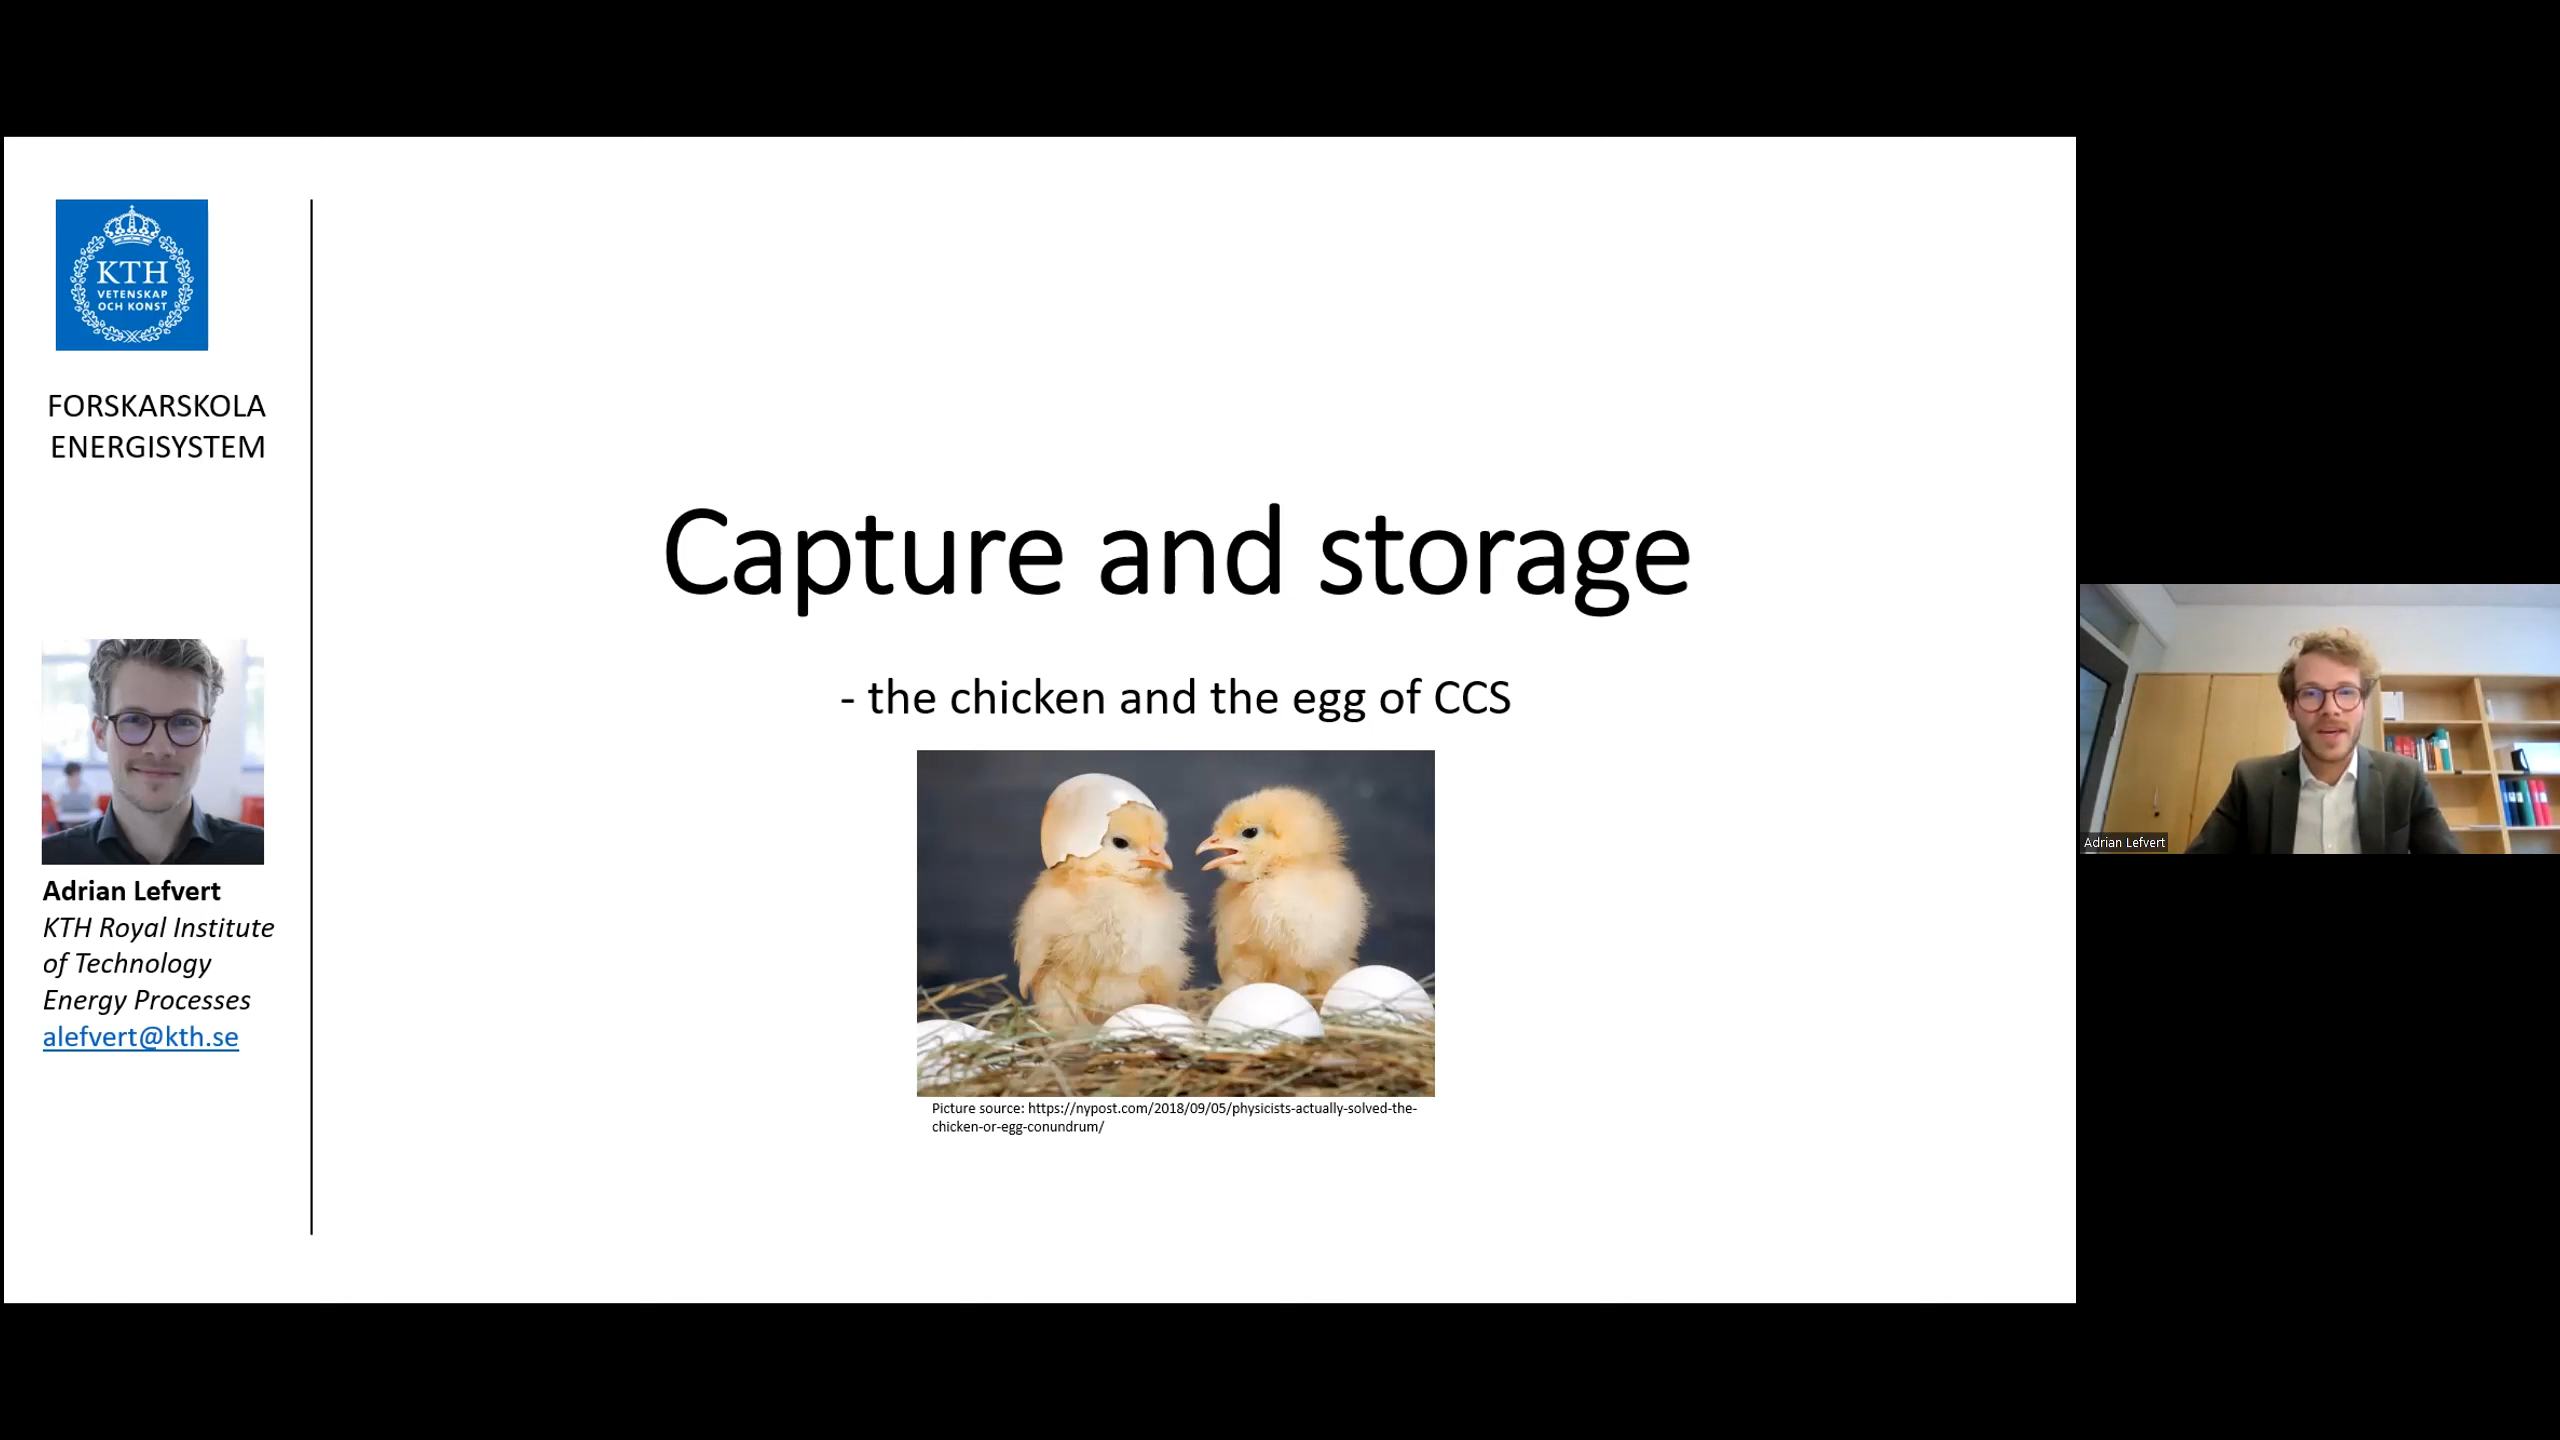 KTH
VETENSKAP
OCH KONST
FORSKARSKOLA
ENERGISYSTEM
Capture and storage
- the chicken and the egg of CCS
Adrian Lefvert
KTH Royal Institute
of Technology
Energy Processes
alefvert@kth.se
Picture source: https://nypost.com/2018/09/05/physicists-actually-solved-the-
chicken-or-egg-conundrum/
Adrian Lefvert